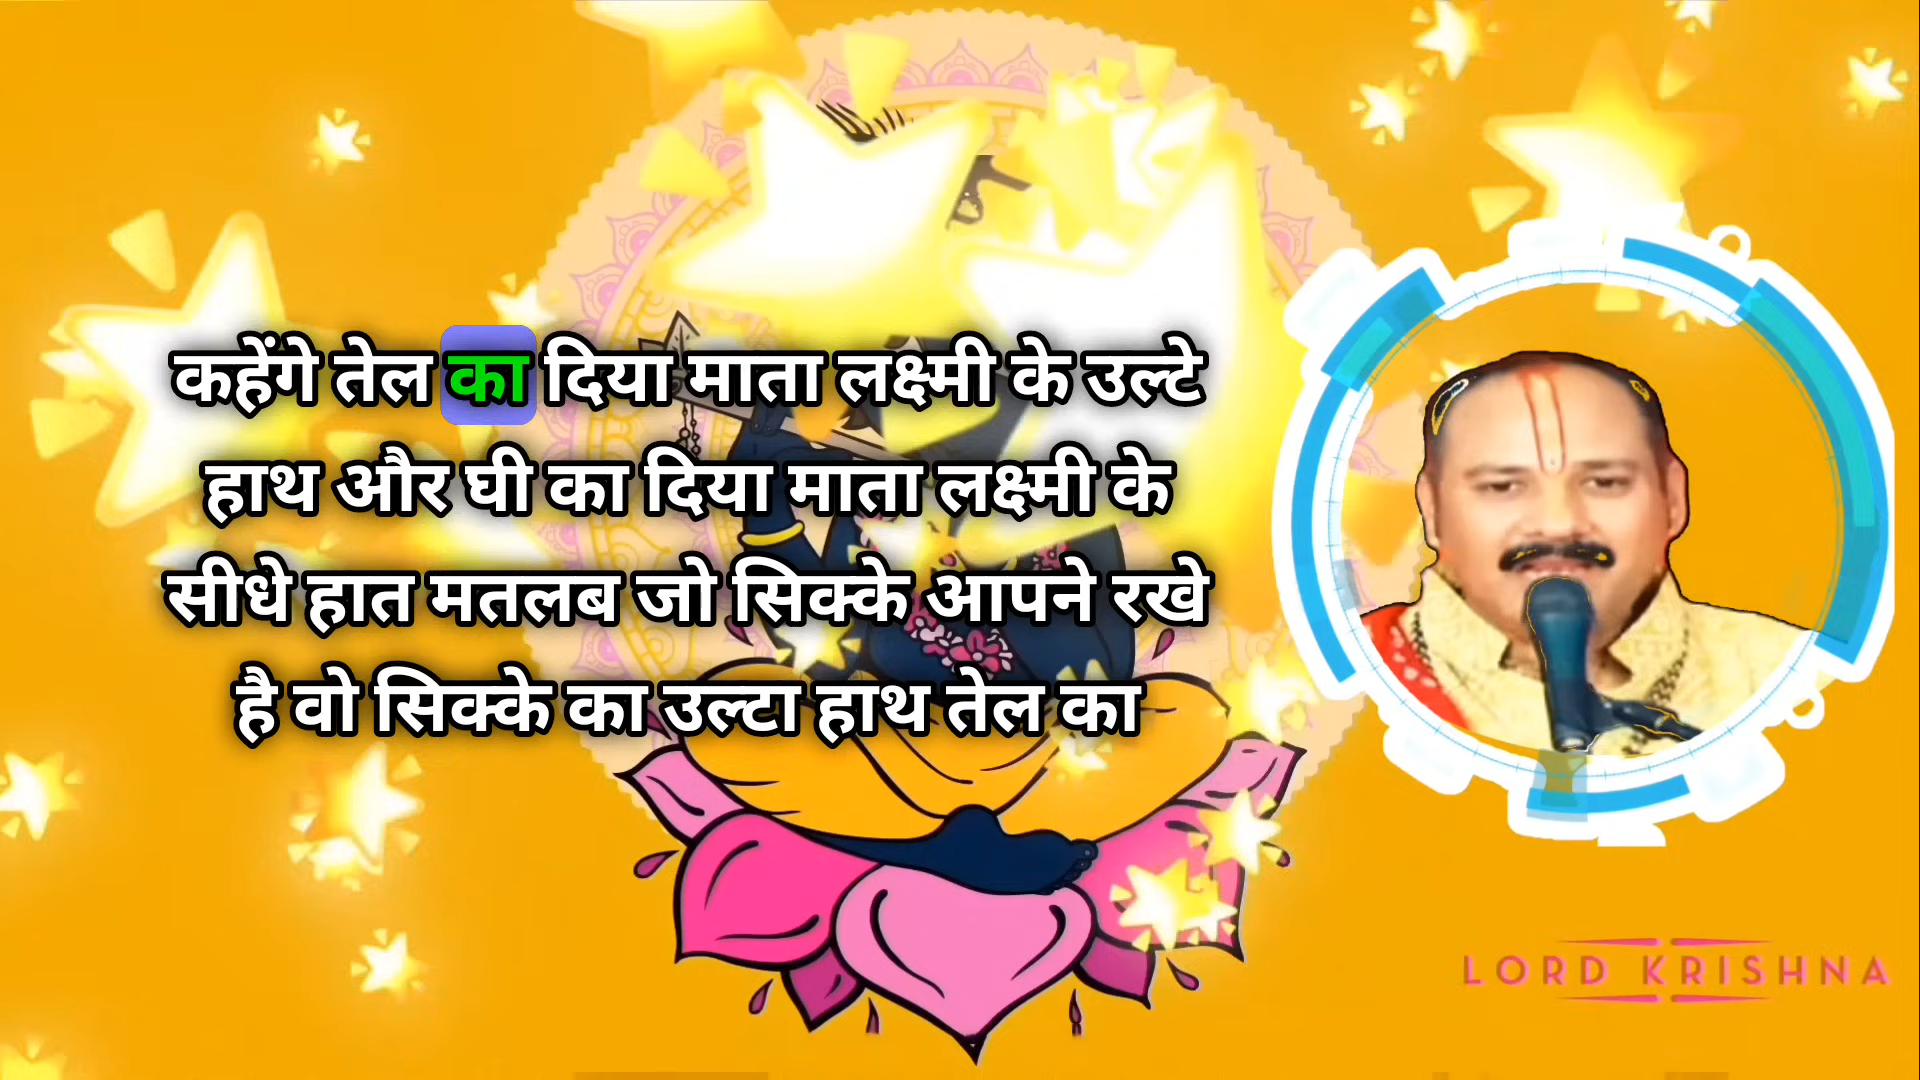 कहेंगे तेल का दिया माता लक्ष्मी के उल्टे
हाथ और घी का दिया माता लक्ष्मी के
सीधे हात मतलब जो सिक्के आपने रखे
है वो सिक्के का उल्टा हाथ तेल का
LORD KRISHNA